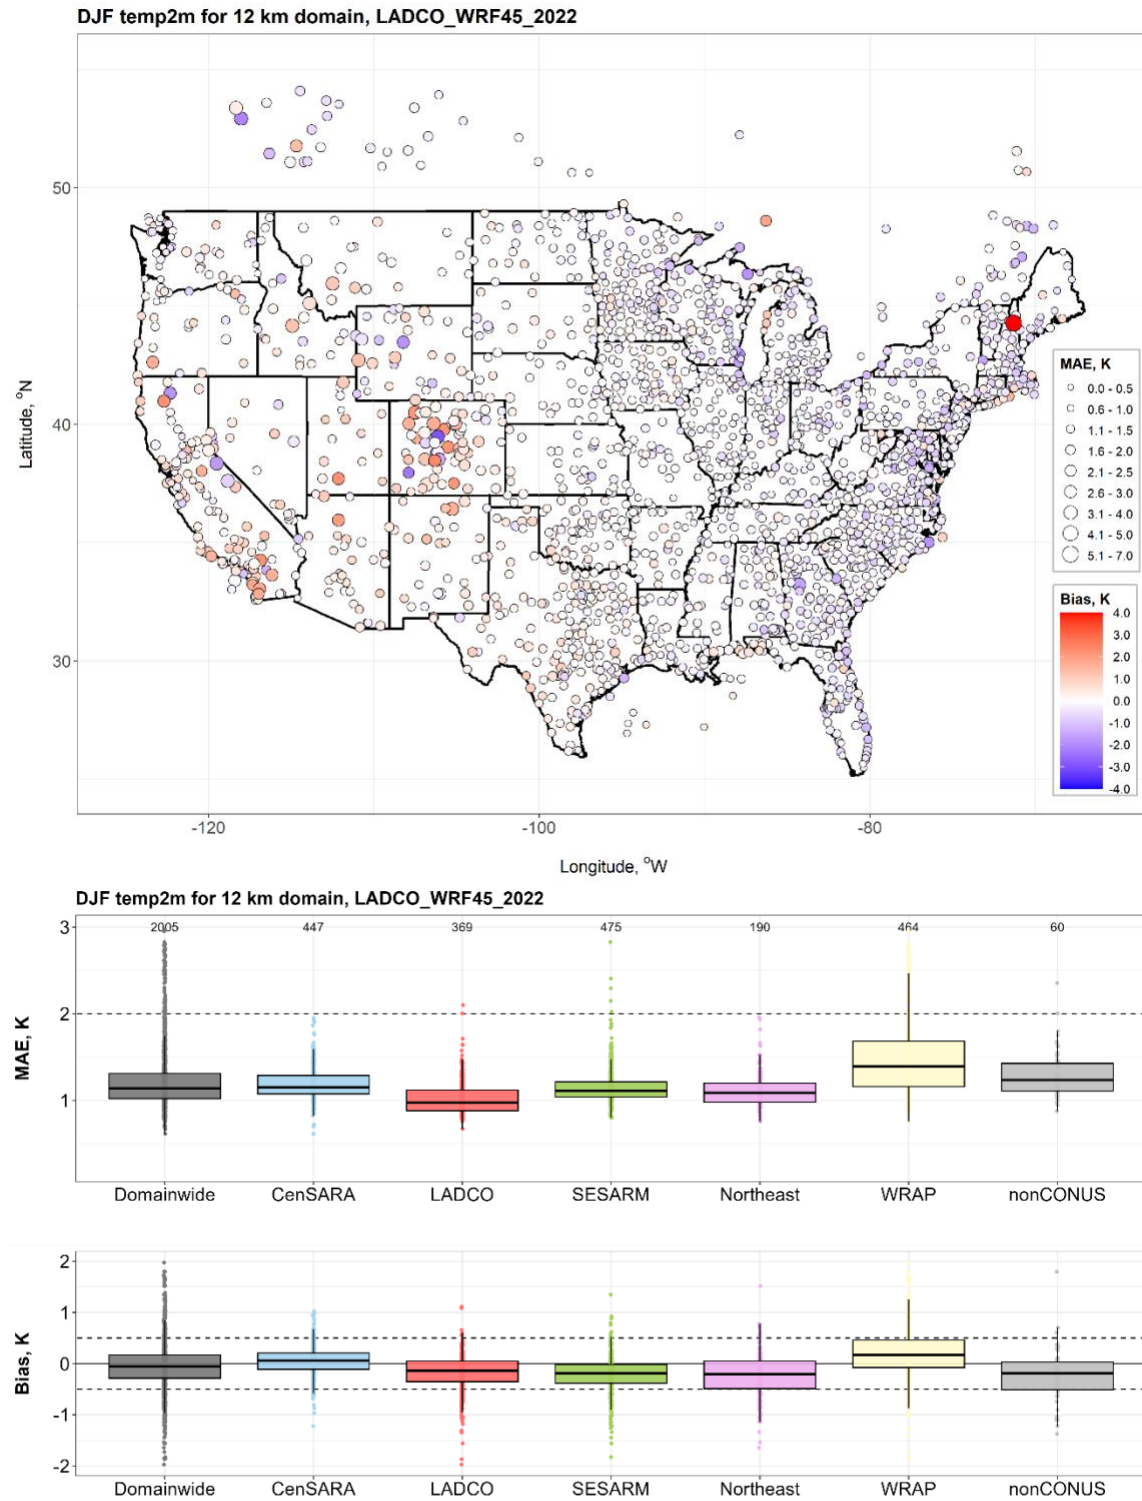 DJF temp2m for 12 km domain, LADCO_WRF45_2022
50
40
30
Latitude, °N
-120
-100
-80
Longitude, °W
MAE, K
0.0 - 0.5
0.6 - 1.0
1.1 - 1.5
1.6 - 2.0
2.1 - 2.5
2.6 - 3.0
3.1 - 4.0
4.1 - 5.0
5.1 - 7.0
Bias, K
4.0
3.0
2.0
1.0
0.0
-1.0
-2.0
-3.0
-4.0
DJF temp2m for 12 km domain, LADCO_WRF45_2022
2005 447 369 475 190 464 60
3
2
1
MAE, K
Domainwide CenSARA LADCO SESARM Northeast WRAP nonCONUS
2
1
0
-1
-2
Bias, K
Domainwide CenSARA LADCO SESARM Northeast WRAP nonCONUS